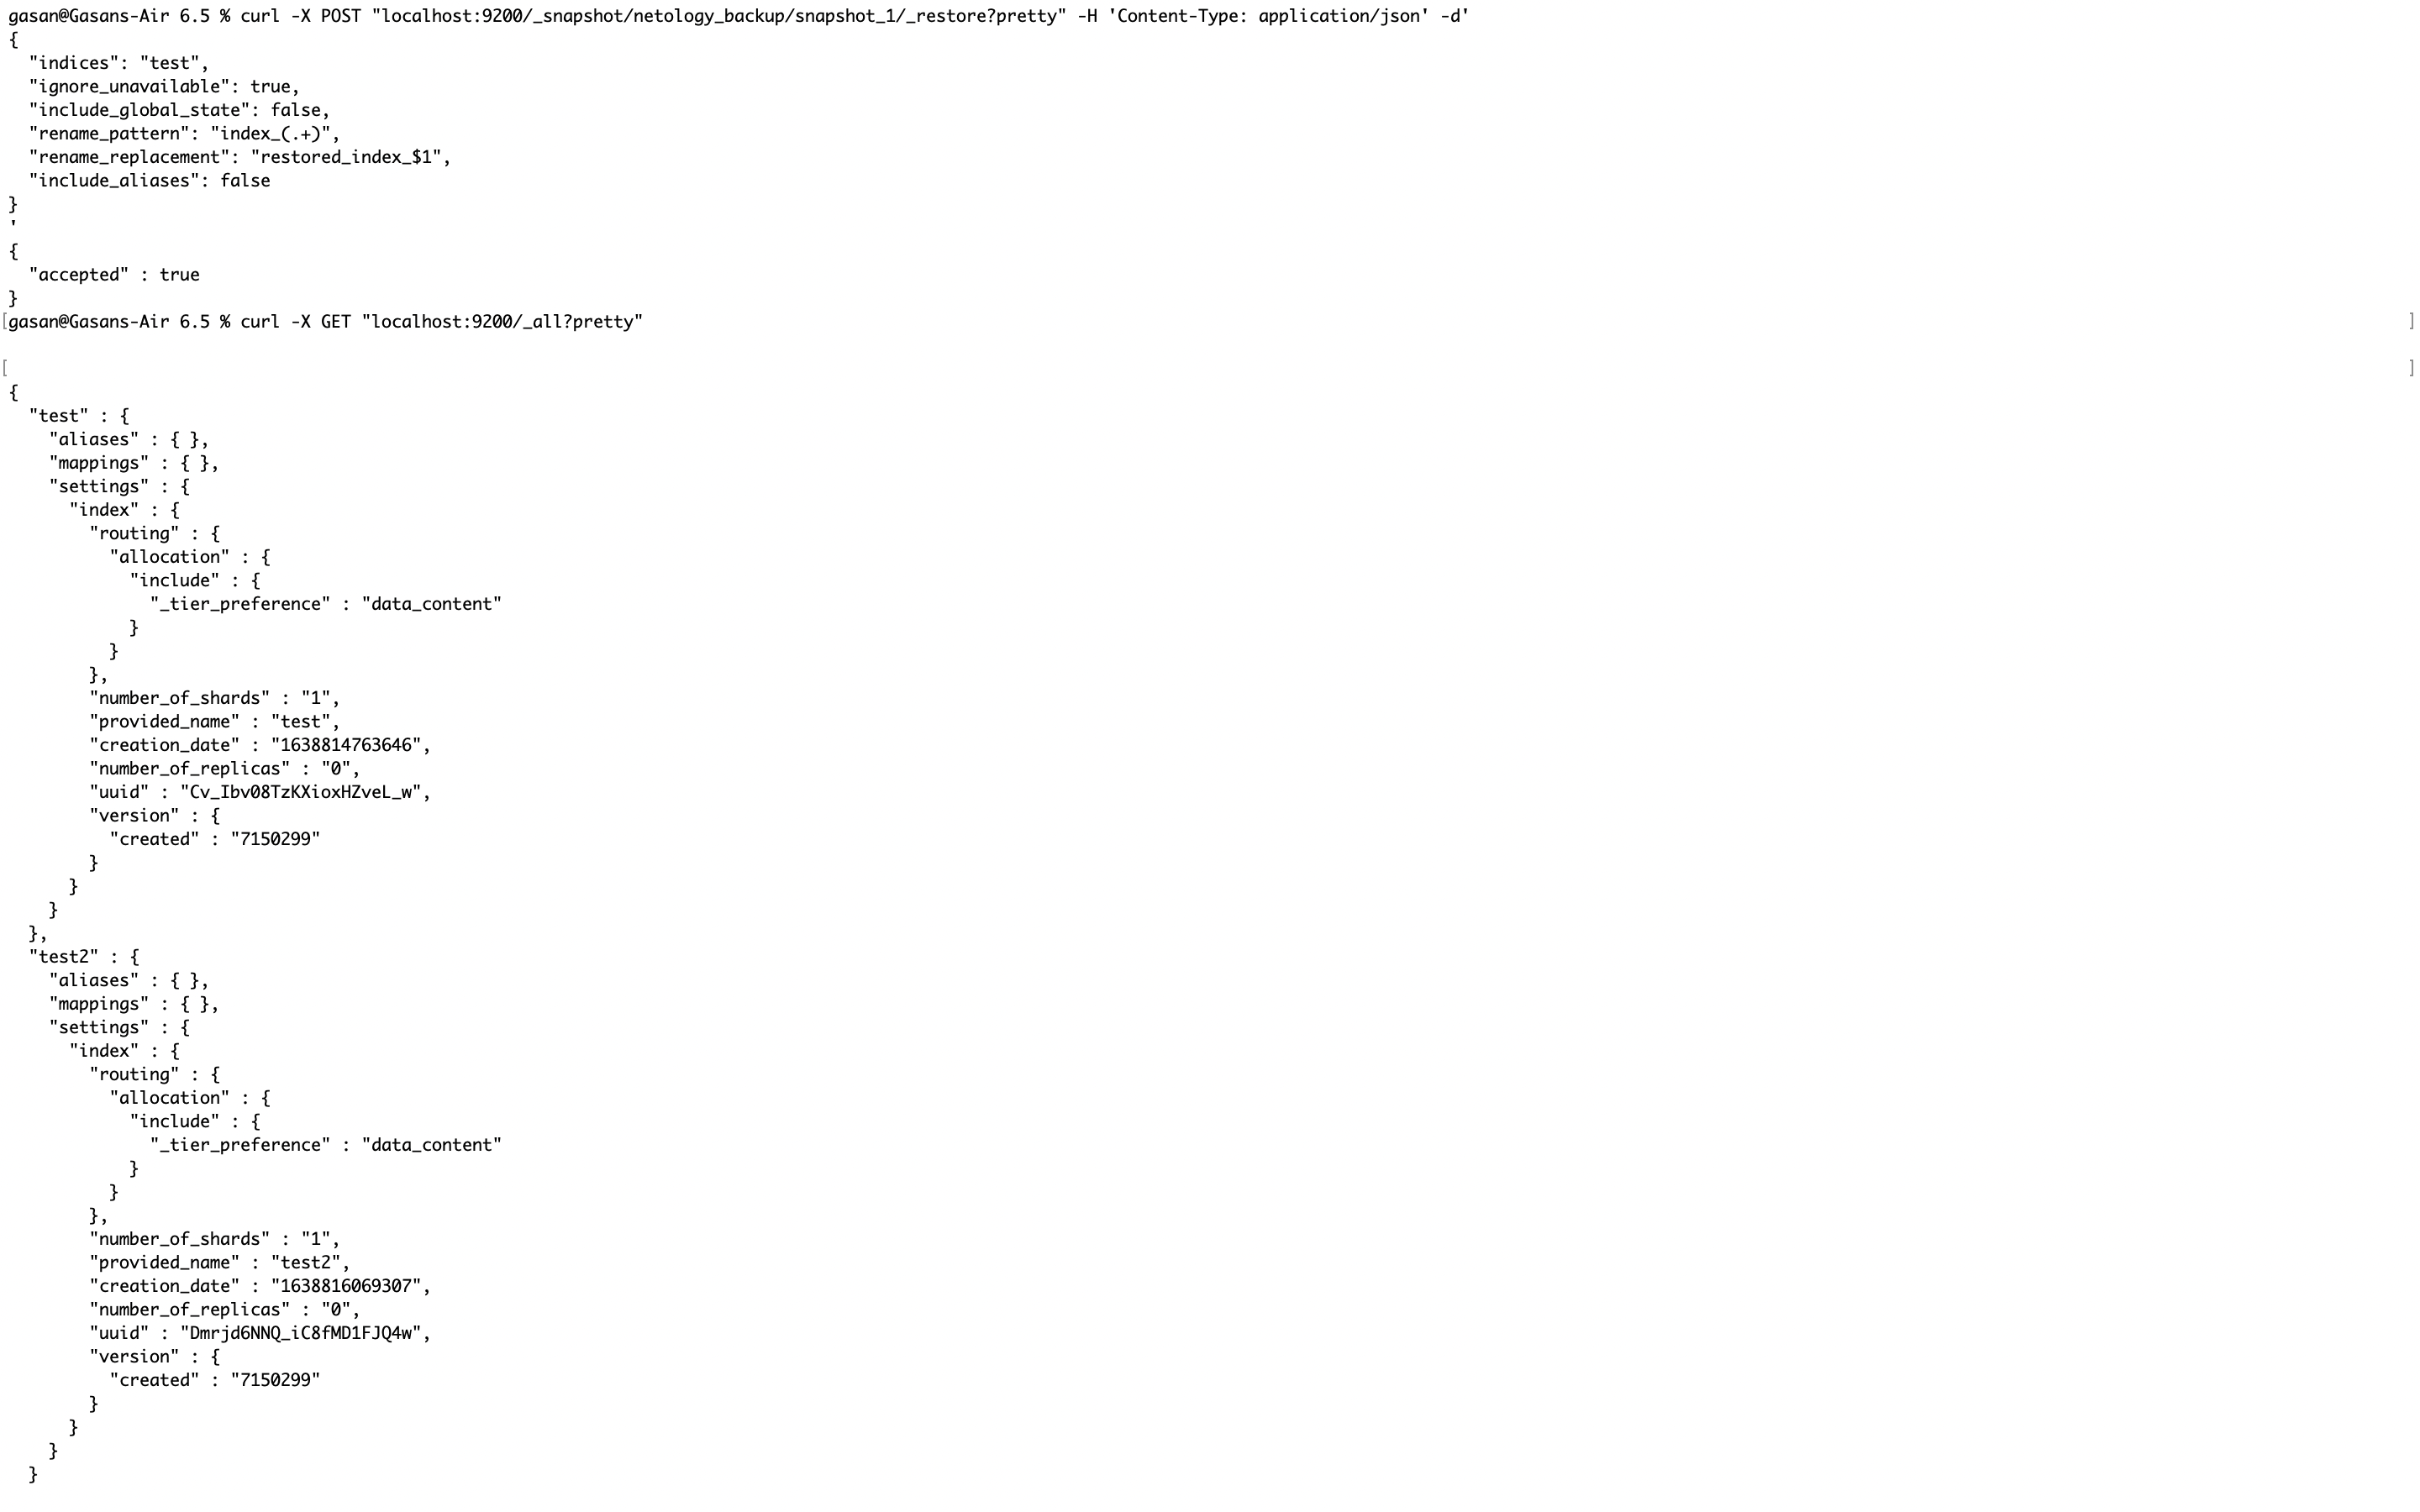 gasan@Gasans-Air 6.5 % curl -X POST "localhost:9200/_snapshot/netology_backup/snapshot_1/_restore?pretty" -H 'Content-Type: application/json' -d'
{
  "indices": "test",
  "ignore_unavailable": true,
  "include_global_state": false,
  "rename_pattern": "index_(.+)",
  "rename_replacement": "restored_index_$1",
  "include_aliases": false
}
'
{
  "accepted" : true
}
[gasan@Gasans-Air 6.5 % curl -X GET "localhost:9200/_all?pretty" ]
[ ]
{
  "test" : {
    "aliases" : { },
    "mappings" : { },
    "settings" : {
      "index" : {
        "routing" : {
          "allocation" : {
            "include" : {
              "_tier_preference" : "data_content"
            }
          }
        },
        "number_of_shards" : "1",
        "provided_name" : "test",
        "creation_date" : "1638814763646",
        "number_of_replicas" : "0",
        "uuid" : "Cv_Ibv08TzKXioxHZveL_w",
        "version" : {
          "created" : "7150299"
        }
      }
    }
  },
  "test2" : {
    "aliases" : { },
    "mappings" : { },
    "settings" : {
      "index" : {
        "routing" : {
          "allocation" : {
            "include" : {
              "_tier_preference" : "data_content"
            }
          }
        },
        "number_of_shards" : "1",
        "provided_name" : "test2",
        "creation_date" : "1638816069307",
        "number_of_replicas" : "0",
        "uuid" : "Dmrjd6NNQ_iC8fMD1FJQ4w",
        "version" : {
          "created" : "7150299"
        }
      }
    }
  }